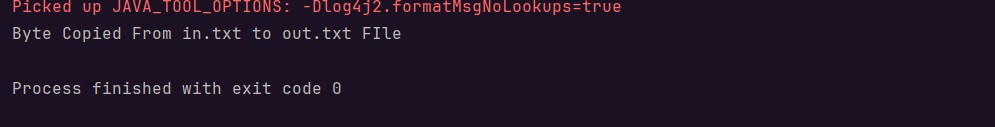 Picked up JAVA_TOOL_OPTIONS: -Dlog4j2.formatMsgNoLookups=true
Byte Copied From in.txt to out.txt FIle
Process finished with exit code 0